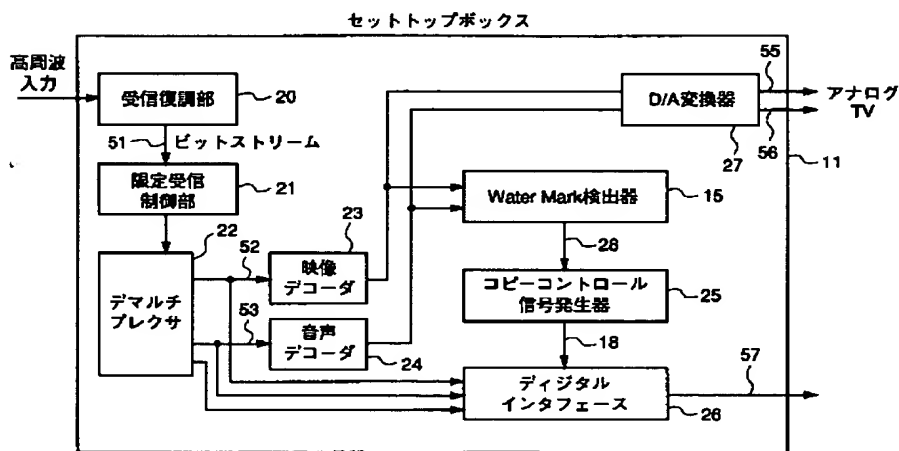 セットトップボックス
高周波
入力
受信復調部
20
51
ビットストリーム
限定受信
制御部
21
22
デマルチ
プレクサ
52
53
23
映像
デコーダ
音声
デコーダ
24
D/A変換器
27
55
56
アナログ
TV
11
Water Mark検出器
15
28
コピーコントロール
信号発生器
25
18
ディジタル
インタフェース
26
57